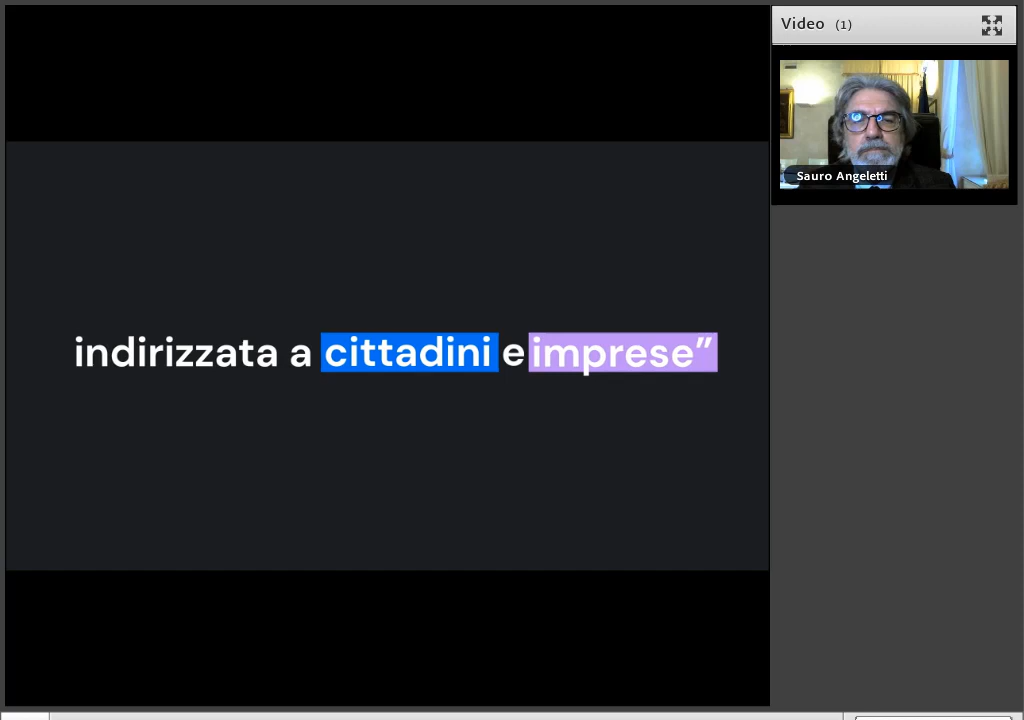 Video (1)
Sauro Angeletti
indirizzata a cittadini e imprese”